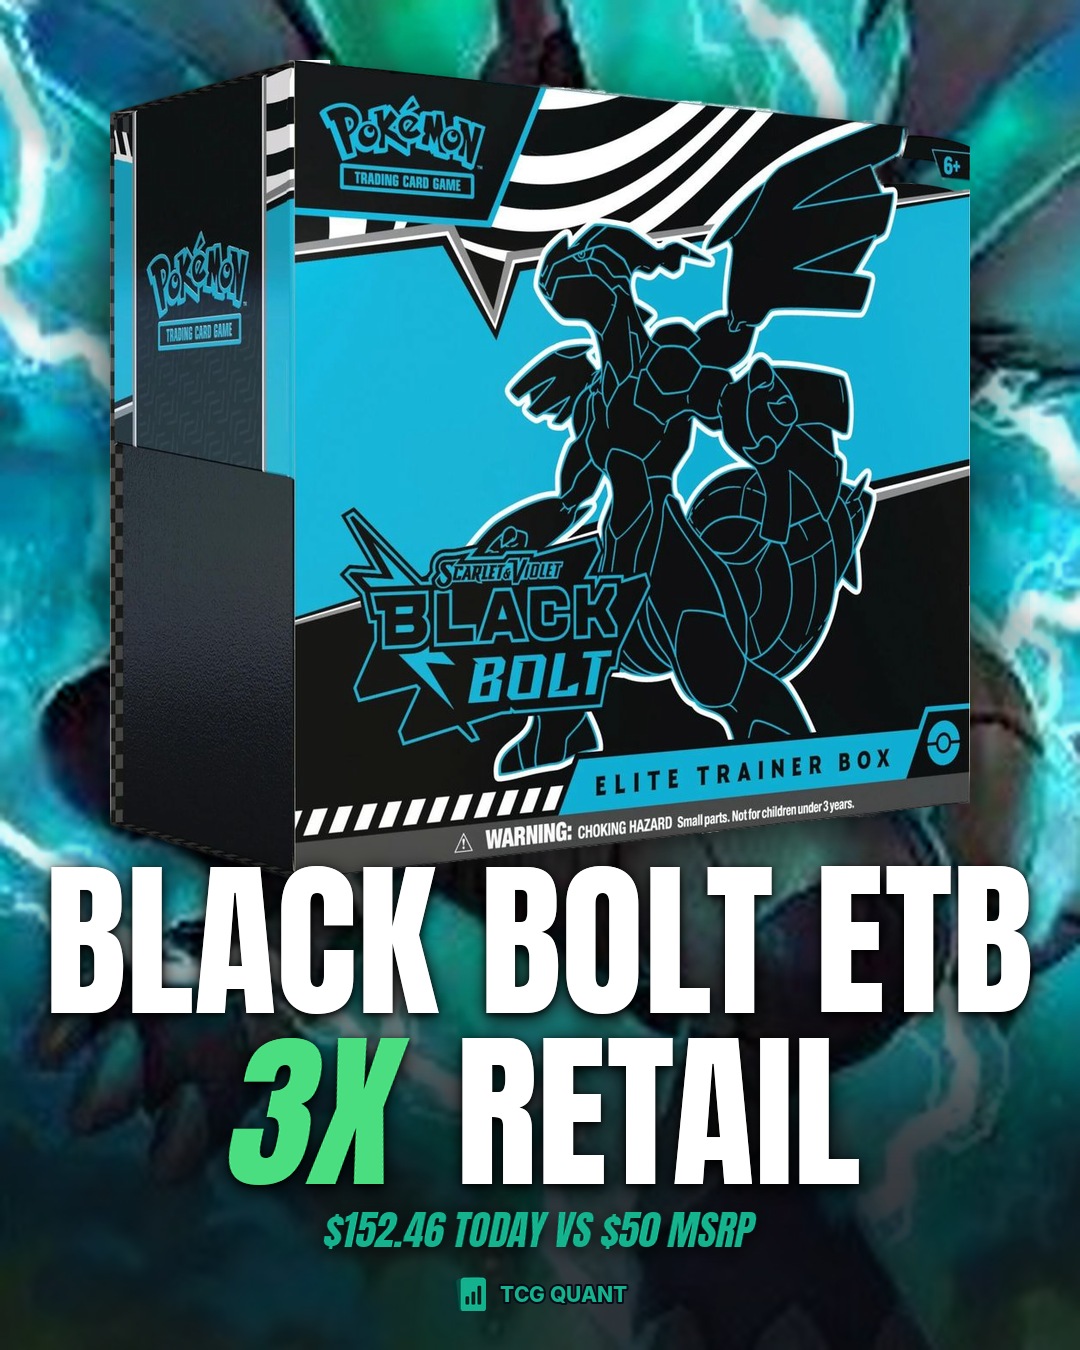 POKéMON
TRADING CARD GAME
6+
POKéMON
TRADING CARD GAME
SCARLET & VIOLET
BLACK
BOLT
ELITE TRAINER BOX
WARNING: CHOKING HAZARD Small parts. Not for children under 3 years.
BLACK BOLT ETB
3X RETAIL
$152.46 TODAY VS $50 MSRP
TCG QUANT